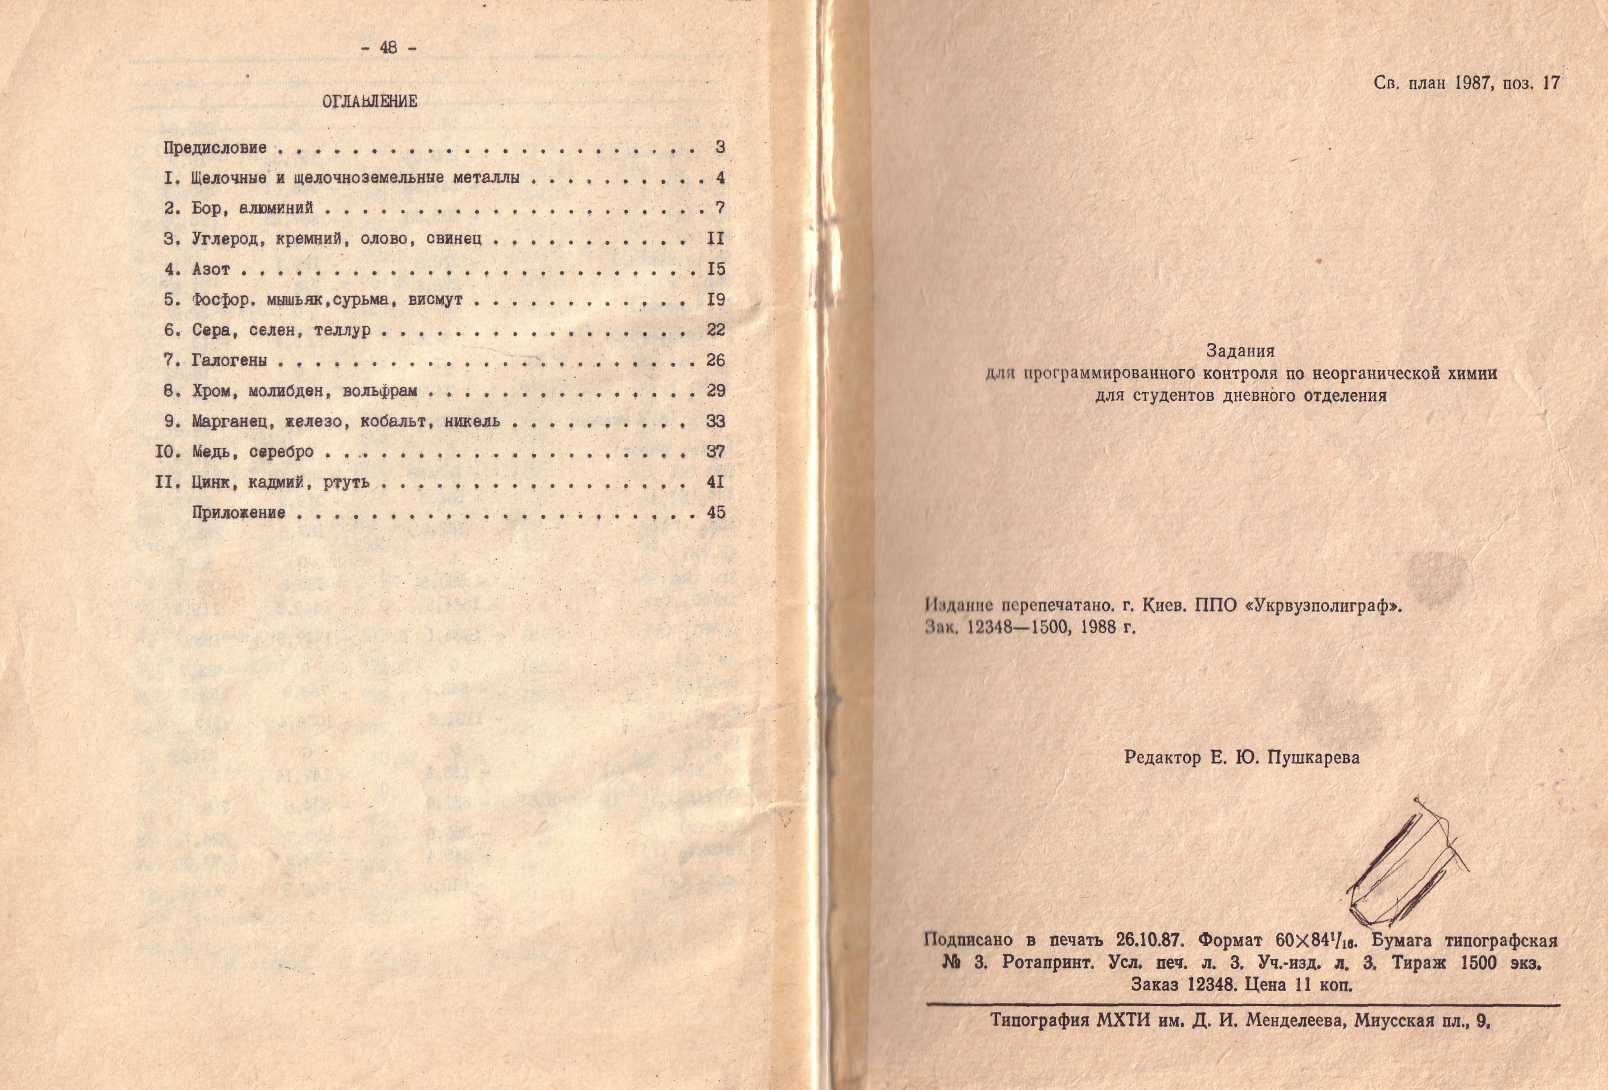 - 48 -
ОГЛАВЛЕНИЕ
Предисловие . . . . . . . . . . . . . . . . . . . . . . . 3
I. Щелочные и щелочноземельные металлы . . . . . . . . . . 4
2. Бор, алюминий . . . . . . . . . . . . . . . . . . . . . 7
3. Углерод, кремний, олово, свинец . . . . . . . . . . . II
4. Азот . . . . . . . . . . . . . . . . . . . . . . . . . I5
5. Фосфор. мышьяк,сурьма, висмут . . . . . . . . . . . . I9
6. Сера, селен, теллур . . . . . . . . . . . . . . . . . 22
7. Галогены . . . . . . . . . . . . . . . . . . . . . . . 26
8. Хром, молибден, вольфрам . . . . . . . . . . . . . . . 29
9. Марганец, железо, кобальт, никель . . . . . . . . . . 33
IO. Медь, серебро . . . . . . . . . . . . . . . . . . . . 37
II. Цинк, кадмий, ртуть . . . . . . . . . . . . . . . . . 4I
Приложение . . . . . . . . . . . . . . . . . . . . . . 45
Св. план 1987, поз. 17
Задания
для программированного контроля по неорганической химии
для студентов дневного отделения
Издание перепечатано. г. Киев. ППО «Укрвузполиграф».
Зак. 12348—1500, 1988 г.
Редактор Е. Ю. Пушкарева
Подписано в печать 26.10.87. Формат 60×84¹/₁₆. Бумага типографская
№ 3. Ротапринт. Усл. печ. л. 3. Уч.-изд. л. 3. Тираж 1500 экз.
Заказ 12348. Цена 11 коп.
Типография МХТИ им. Д. И. Менделеева, Миусская пл., 9.